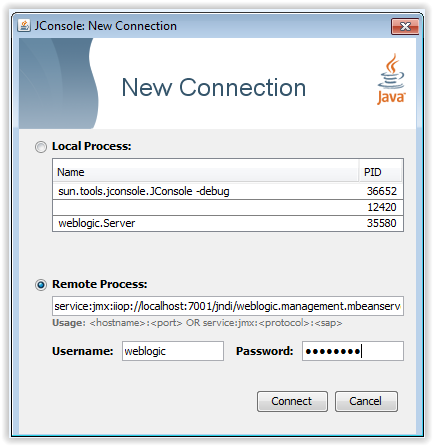 JConsole: New Connection
New Connection
Java
Local Process:
Name PID
sun.tools.jconsole.JConsole -debug 36652
12420
weblogic.Server 35580
Remote Process:
service:jmx:iiop://localhost:7001/jndi/weblogic.management.mbeanserv
Usage: <hostname>:<port> OR service:jmx:<protocol>:<sap>
Username: weblogic Password: ●●●●●●●●
Connect Cancel